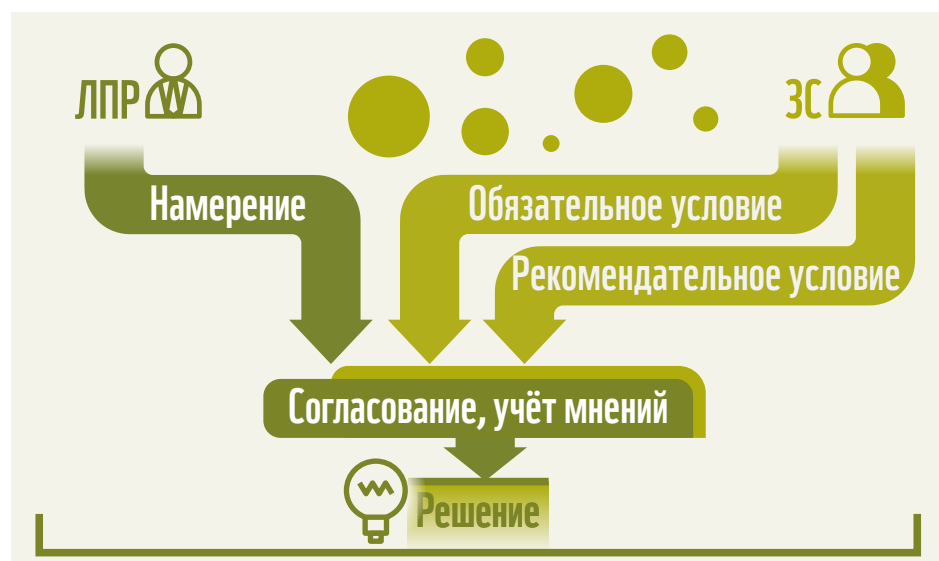 ЛПР
ЗС
Намерение
Обязательное условие
Рекомендательное условие
Согласование, учёт мнений
Решение